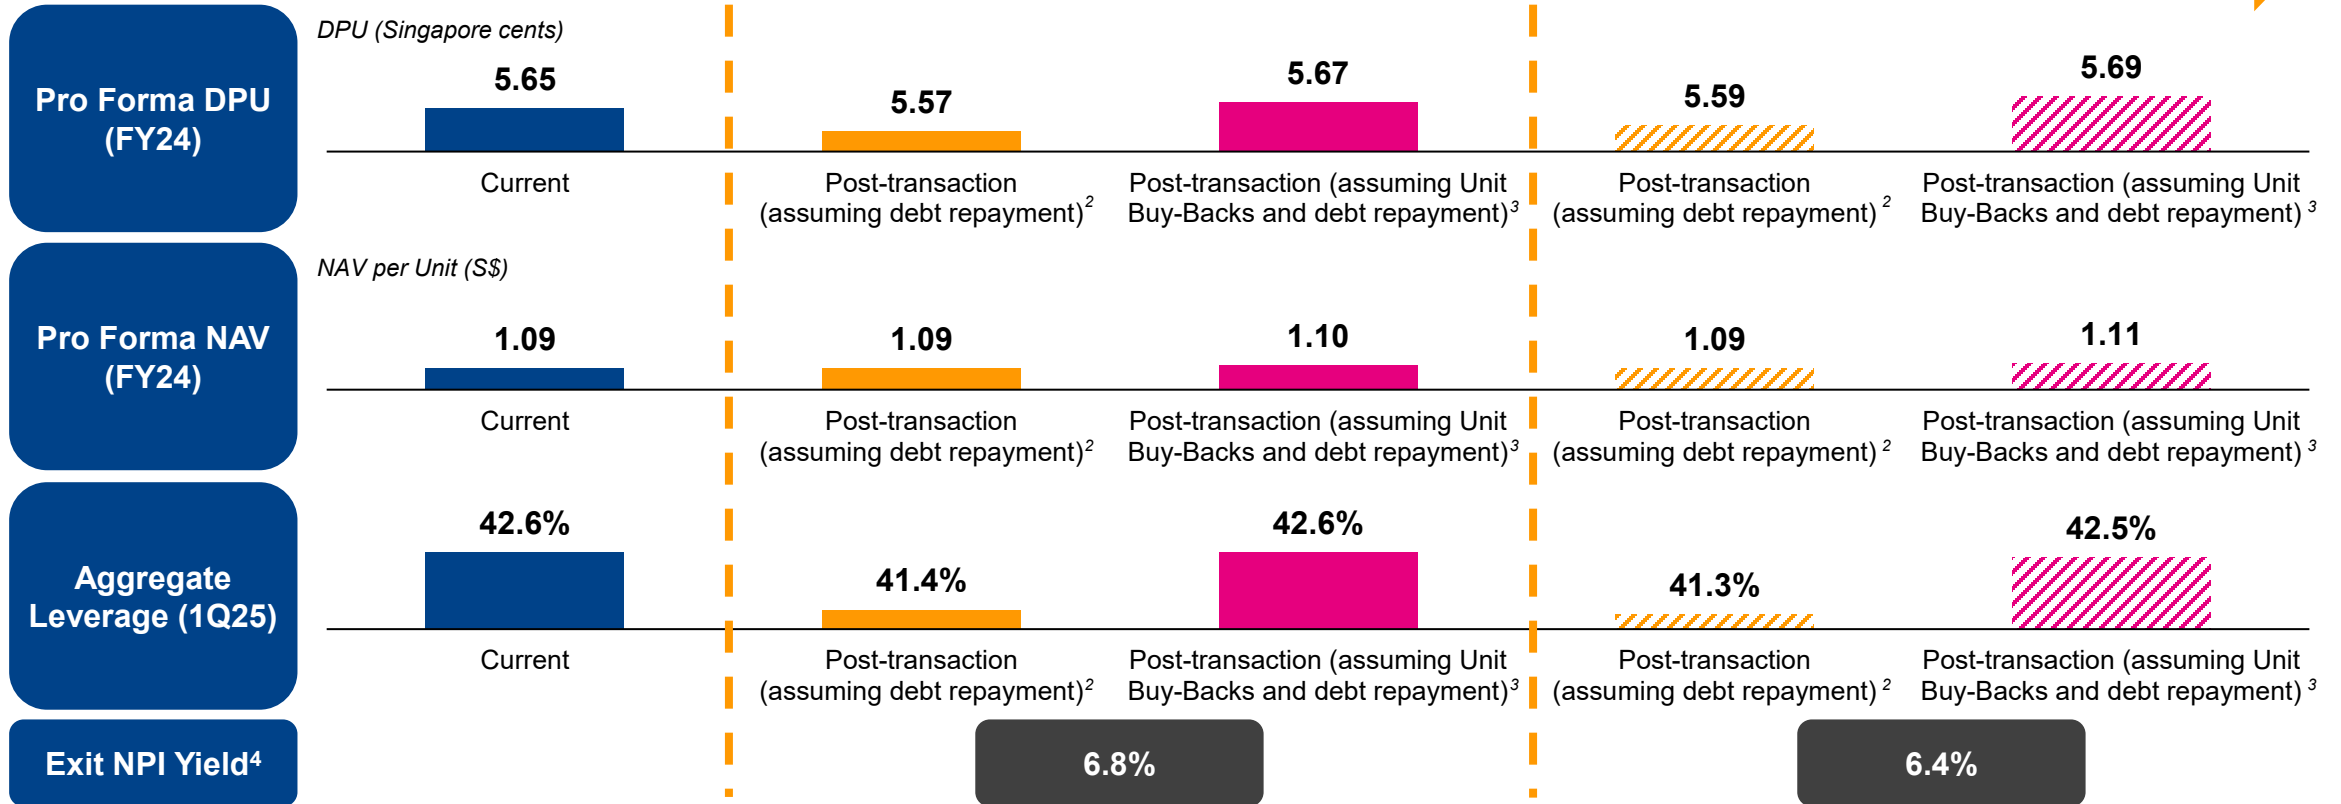 Pro Forma DPU
(FY24)
DPU (Singapore cents)
5.65
5.57
5.67
5.59
5.69
Current
Post-transaction
(assuming debt repayment)²
Post-transaction (assuming Unit
Buy-Backs and debt repayment)³
Post-transaction
(assuming debt repayment) ²
Post-transaction (assuming Unit
Buy-Backs and debt repayment) ³
Pro Forma NAV
(FY24)
NAV per Unit (S$)
1.09
1.09
1.10
1.09
1.11
Current
Post-transaction
(assuming debt repayment)²
Post-transaction (assuming Unit
Buy-Backs and debt repayment)³
Post-transaction
(assuming debt repayment) ²
Post-transaction (assuming Unit
Buy-Backs and debt repayment) ³
Aggregate
Leverage (1Q25)
42.6%
41.4%
42.6%
41.3%
42.5%
Current
Post-transaction
(assuming debt repayment)²
Post-transaction (assuming Unit
Buy-Backs and debt repayment)³
Post-transaction
(assuming debt repayment) ²
Post-transaction (assuming Unit
Buy-Backs and debt repayment) ³
Exit NPI Yield⁴
6.8%
6.4%